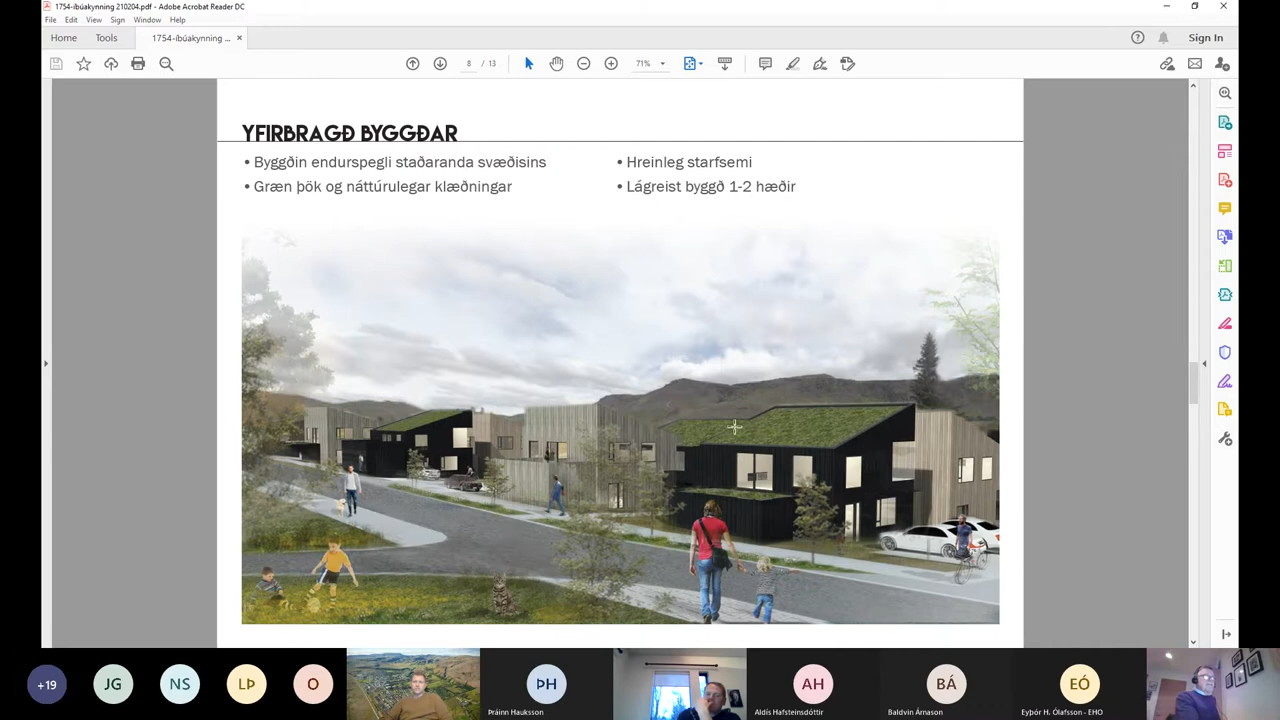 1754-íbúakynning 210204.pdf - Adobe Acrobat Reader DC
File Edit View Sign Window Help
Home Tools 1754-íbúakynning ... × Sign In
8 / 13 71%
YFIRBRAGÐ BYGGÐAR
• Byggðin endurspegli staðaranda svæðisins
• Græn þök og náttúrulegar klæðningar
• Hreinleg starfsemi
• Lágreist byggð 1-2 hæðir
+19 JG NS LÞ O ÞH AH BÁ EÓ
Þráinn Hauksson Aldís Hafsteinsdóttir Baldvin Árnason Eyþór H. Ólafsson - EHO